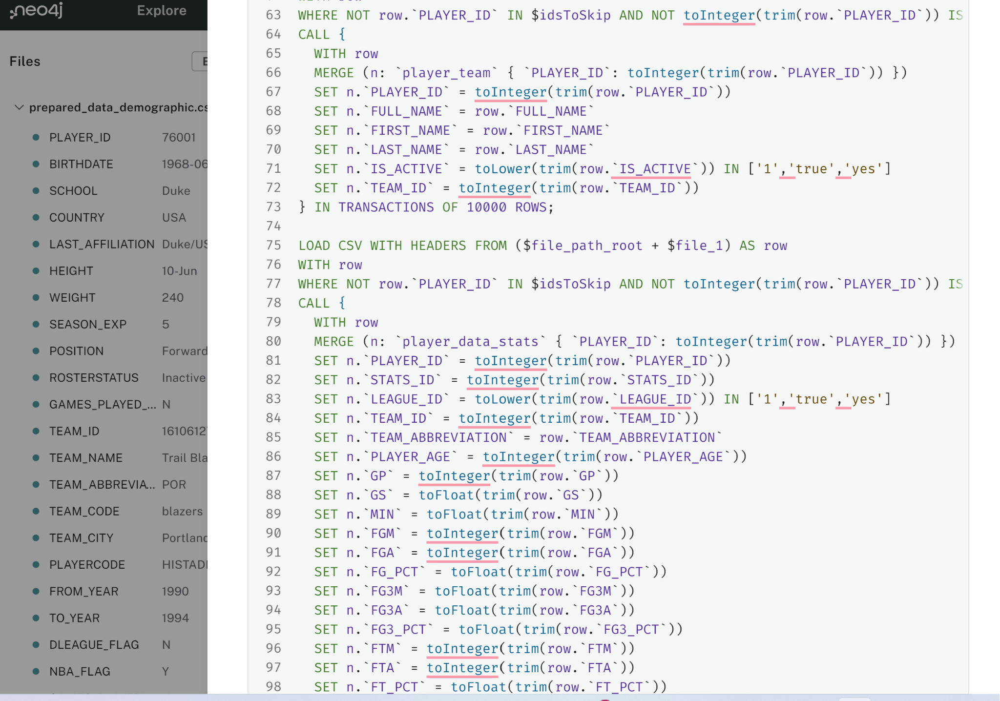 neo4j
Explore
Files
prepared_data_demographic.cs
PLAYER_ID 76001
BIRTHDATE 1968-06
SCHOOL Duke
COUNTRY USA
LAST_AFFILIATION Duke/US
HEIGHT 10-Jun
WEIGHT 240
SEASON_EXP 5
POSITION Forward
ROSTERSTATUS Inactive
GAMES_PLAYED_... N
TEAM_ID 16106127
TEAM_NAME Trail Bla
TEAM_ABBREVIA... POR
TEAM_CODE blazers
TEAM_CITY Portland
PLAYERCODE HISTADI
FROM_YEAR 1990
TO_YEAR 1994
DLEAGUE_FLAG N
NBA_FLAG Y
63 WHERE NOT row.`PLAYER_ID` IN $idsToSkip AND NOT toInteger(trim(row.`PLAYER_ID`)) IS
64 CALL {
65 WITH row
66 MERGE (n: `player_team` { `PLAYER_ID`: toInteger(trim(row.`PLAYER_ID`)) })
67 SET n.`PLAYER_ID` = toInteger(trim(row.`PLAYER_ID`))
68 SET n.`FULL_NAME` = row.`FULL_NAME`
69 SET n.`FIRST_NAME` = row.`FIRST_NAME`
70 SET n.`LAST_NAME` = row.`LAST_NAME`
71 SET n.`IS_ACTIVE` = toLower(trim(row.`IS_ACTIVE`)) IN ['1','true','yes']
72 SET n.`TEAM_ID` = toInteger(trim(row.`TEAM_ID`))
73 } IN TRANSACTIONS OF 10000 ROWS;
74
75 LOAD CSV WITH HEADERS FROM ($file_path_root + $file_1) AS row
76 WITH row
77 WHERE NOT row.`PLAYER_ID` IN $idsToSkip AND NOT toInteger(trim(row.`PLAYER_ID`)) IS
78 CALL {
79 WITH row
80 MERGE (n: `player_data_stats` { `PLAYER_ID`: toInteger(trim(row.`PLAYER_ID`)) })
81 SET n.`PLAYER_ID` = toInteger(trim(row.`PLAYER_ID`))
82 SET n.`STATS_ID` = toInteger(trim(row.`STATS_ID`))
83 SET n.`LEAGUE_ID` = toLower(trim(row.`LEAGUE_ID`)) IN ['1','true','yes']
84 SET n.`TEAM_ID` = toInteger(trim(row.`TEAM_ID`))
85 SET n.`TEAM_ABBREVIATION` = row.`TEAM_ABBREVIATION`
86 SET n.`PLAYER_AGE` = toInteger(trim(row.`PLAYER_AGE`))
87 SET n.`GP` = toInteger(trim(row.`GP`))
88 SET n.`GS` = toFloat(trim(row.`GS`))
89 SET n.`MIN` = toFloat(trim(row.`MIN`))
90 SET n.`FGM` = toInteger(trim(row.`FGM`))
91 SET n.`FGA` = toInteger(trim(row.`FGA`))
92 SET n.`FG_PCT` = toFloat(trim(row.`FG_PCT`))
93 SET n.`FG3M` = toFloat(trim(row.`FG3M`))
94 SET n.`FG3A` = toFloat(trim(row.`FG3A`))
95 SET n.`FG3_PCT` = toFloat(trim(row.`FG3_PCT`))
96 SET n.`FTM` = toInteger(trim(row.`FTM`))
97 SET n.`FTA` = toInteger(trim(row.`FTA`))
98 SET n.`FT_PCT` = toFloat(trim(row.`FT_PCT`))